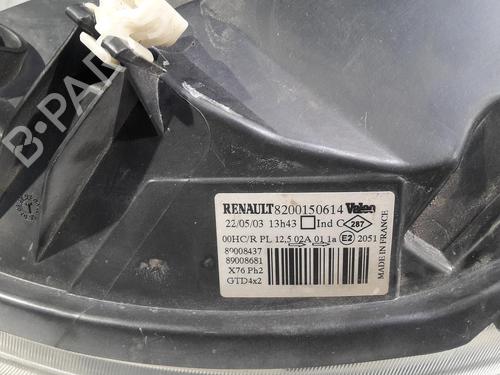 B-PARTS
RENAULT 8200150614 Valeo
22/05/03 13h43 Ind G 287
00HC/R PL 12,5 02A 01 1a E2 2051
89008437
89008681
X76 Ph2
GTD4x2
MADE IN FRANCE